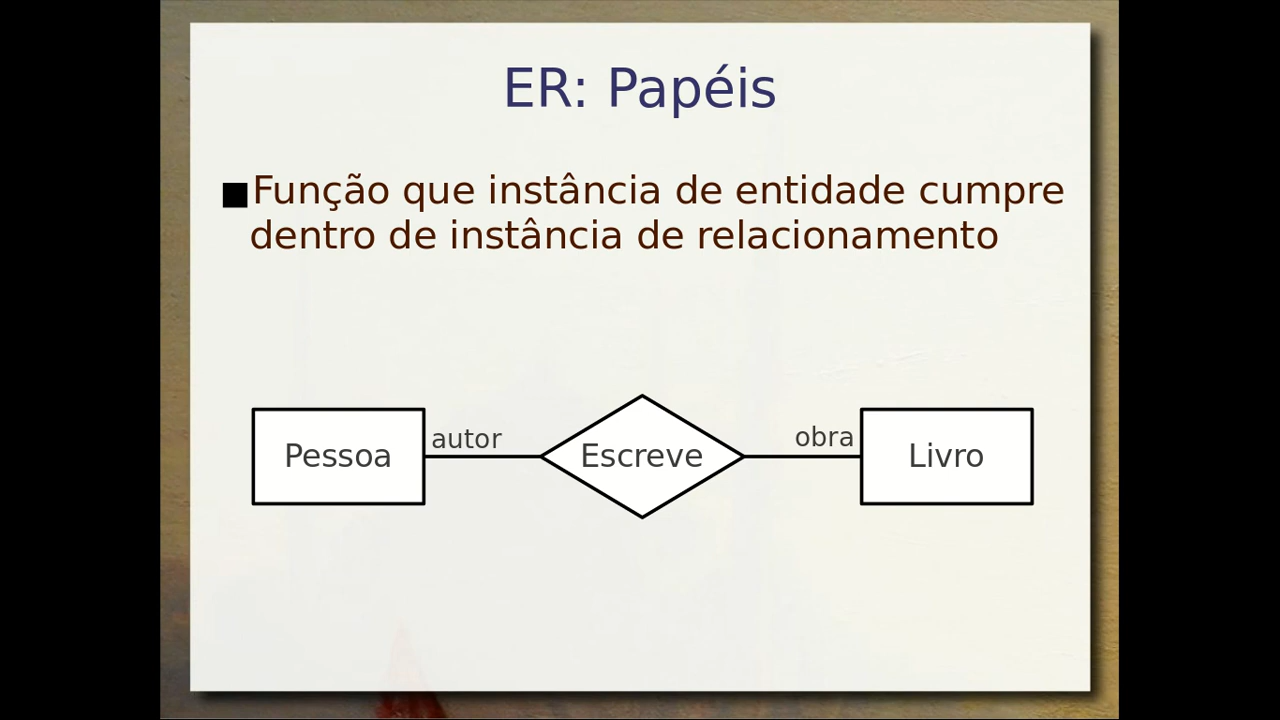 ER: Papéis
■Função que instância de entidade cumpre
dentro de instância de relacionamento
Pessoa autor Escreve obra Livro